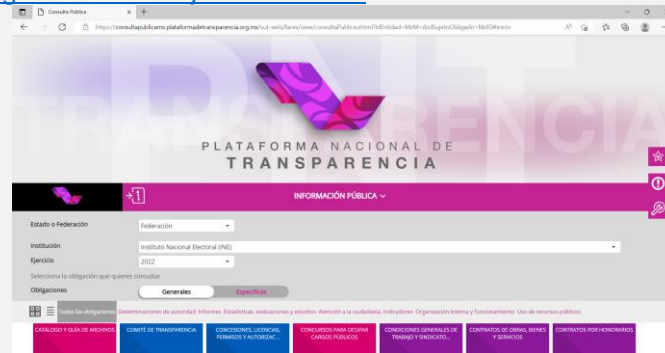 Consulta Pública
https://consultapublicamx.plataformadetransparencia.org.mx/vut-web/faces/view/consultaPublica.xhtml?idEntidad=MzM=&idSujetoObligado=MzI0#inicio
PNT
TRANSPARENCIA
PLATAFORMA NACIONAL DE
TRANSPARENCIA
INFORMACIÓN PÚBLICA
Estado o Federación
Federación
Institución
Instituto Nacional Electoral (INE)
Ejercicio
2022
Selecciona la obligación que quieres consultar
Obligaciones
Generales
Específicas
Todas las obligaciones Determinaciones de autoridad Informes Estadísticas, evaluaciones y estudios Atención a la ciudadanía Indicadores Organización interna y funcionamiento Uso de recursos públicos
CATÁLOGO Y GUÍA DE ARCHIVOS
COMITÉ DE TRANSPARENCIA
CONCESIONES, LICENCIAS,
PERMISOS Y AUTORIZAC...
CONCURSOS PARA OCUPAR
CARGOS PÚBLICOS
CONDICIONES GENERALES DE
TRABAJO Y SINDICATO...
CONTRATOS DE OBRAS, BIENES
Y SERVICIOS
CONTRATOS POR HONORARIOS